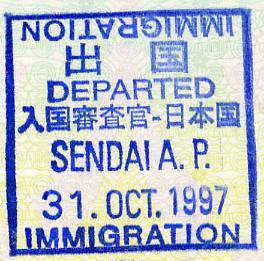 IMMIGRATION
出国
DEPARTED
入国審査官-日本国
SENDAI A. P.
31. OCT. 1997
IMMIGRATION